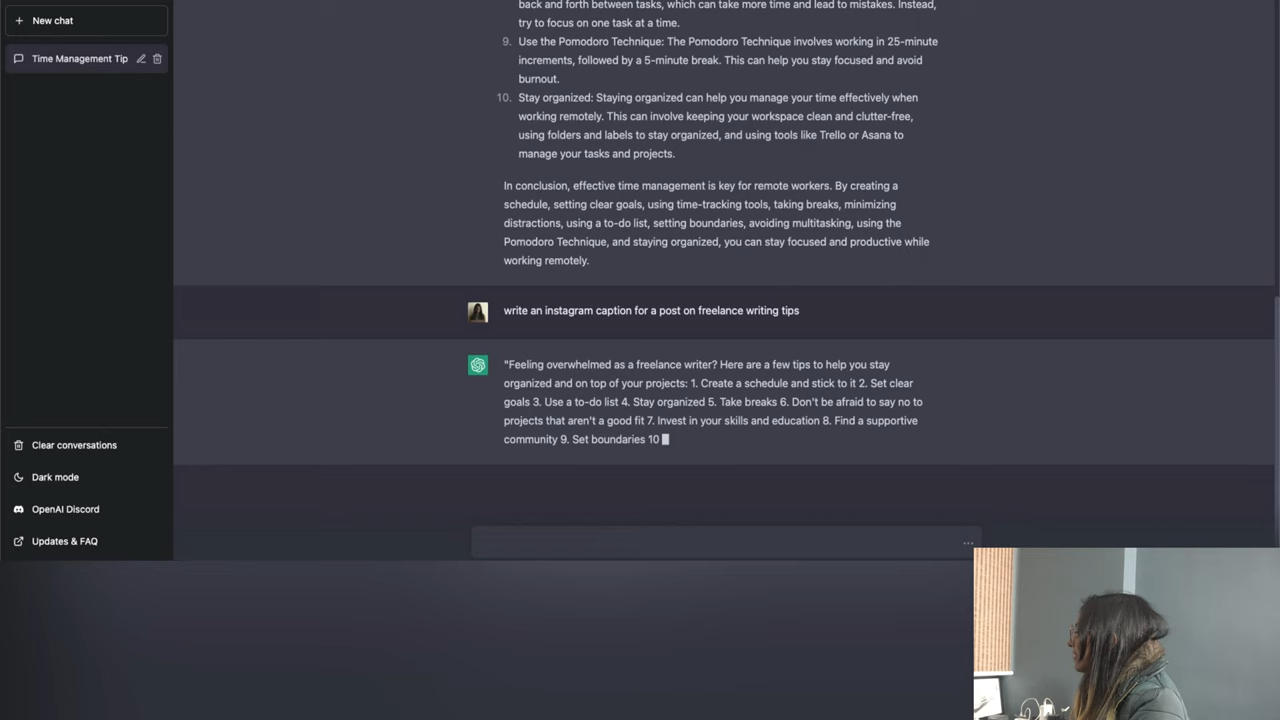 New chat
Time Management Tip
back and forth between tasks, which can take more time and lead to mistakes. Instead,
try to focus on one task at a time.
9. Use the Pomodoro Technique: The Pomodoro Technique involves working in 25-minute
increments, followed by a 5-minute break. This can help you stay focused and avoid
burnout.
10. Stay organized: Staying organized can help you manage your time effectively when
working remotely. This can involve keeping your workspace clean and clutter-free,
using folders and labels to stay organized, and using tools like Trello or Asana to
manage your tasks and projects.
In conclusion, effective time management is key for remote workers. By creating a
schedule, setting clear goals, using time-tracking tools, taking breaks, minimizing
distractions, using a to-do list, setting boundaries, avoiding multitasking, using the
Pomodoro Technique, and staying organized, you can stay focused and productive while
working remotely.
write an instagram caption for a post on freelance writing tips
"Feeling overwhelmed as a freelance writer? Here are a few tips to help you stay
organized and on top of your projects: 1. Create a schedule and stick to it 2. Set clear
goals 3. Use a to-do list 4. Stay organized 5. Take breaks 6. Don't be afraid to say no to
projects that aren't a good fit 7. Invest in your skills and education 8. Find a supportive
community 9. Set boundaries 10
Clear conversations
Dark mode
OpenAI Discord
Updates & FAQ